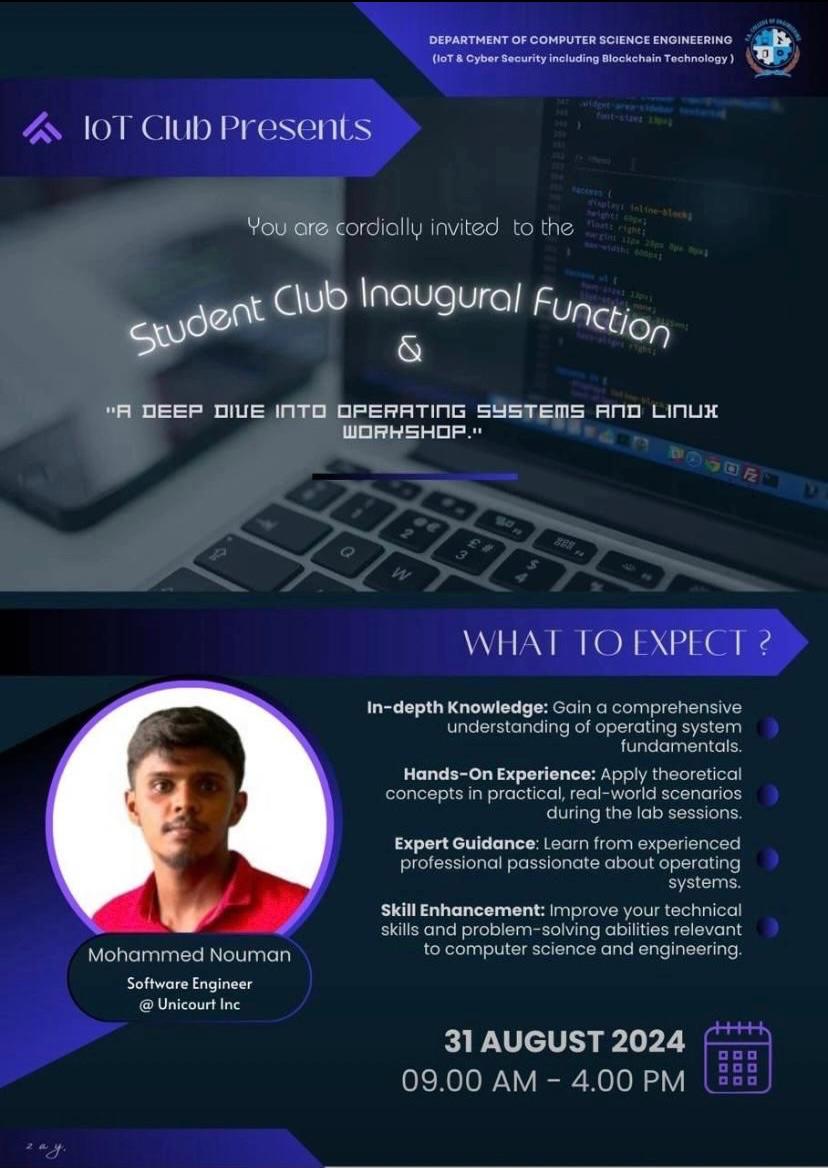 DEPARTMENT OF COMPUTER SCIENCE ENGINEERING
(IoT & Cyber Security including Blockchain Technology )
IoT Club Presents
You are cordially invited to the
Student Club Inaugural Function
&
"A DEEP DIVE INTO OPERATING SYSTEMS AND LINUX
WORKSHOP."
WHAT TO EXPECT ?
In-depth Knowledge: Gain a comprehensive
understanding of operating system
fundamentals.
Hands-On Experience: Apply theoretical
concepts in practical, real-world scenarios
during the lab sessions.
Expert Guidance: Learn from experienced
professional passionate about operating
systems.
Skill Enhancement: Improve your technical
skills and problem-solving abilities relevant
to computer science and engineering.
Mohammed Nouman
Software Engineer
@ Unicourt Inc
31 AUGUST 2024
09.00 AM - 4.00 PM
zay.